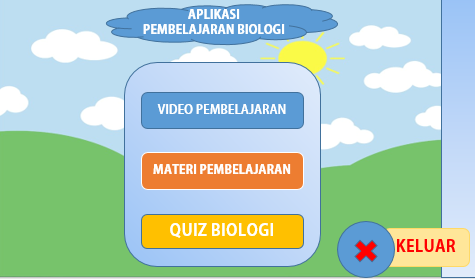 APLIKASI
PEMBELAJARAN BIOLOGI
VIDEO PEMBELAJARAN
MATERI PEMBELAJARAN
QUIZ BIOLOGI
KELUAR